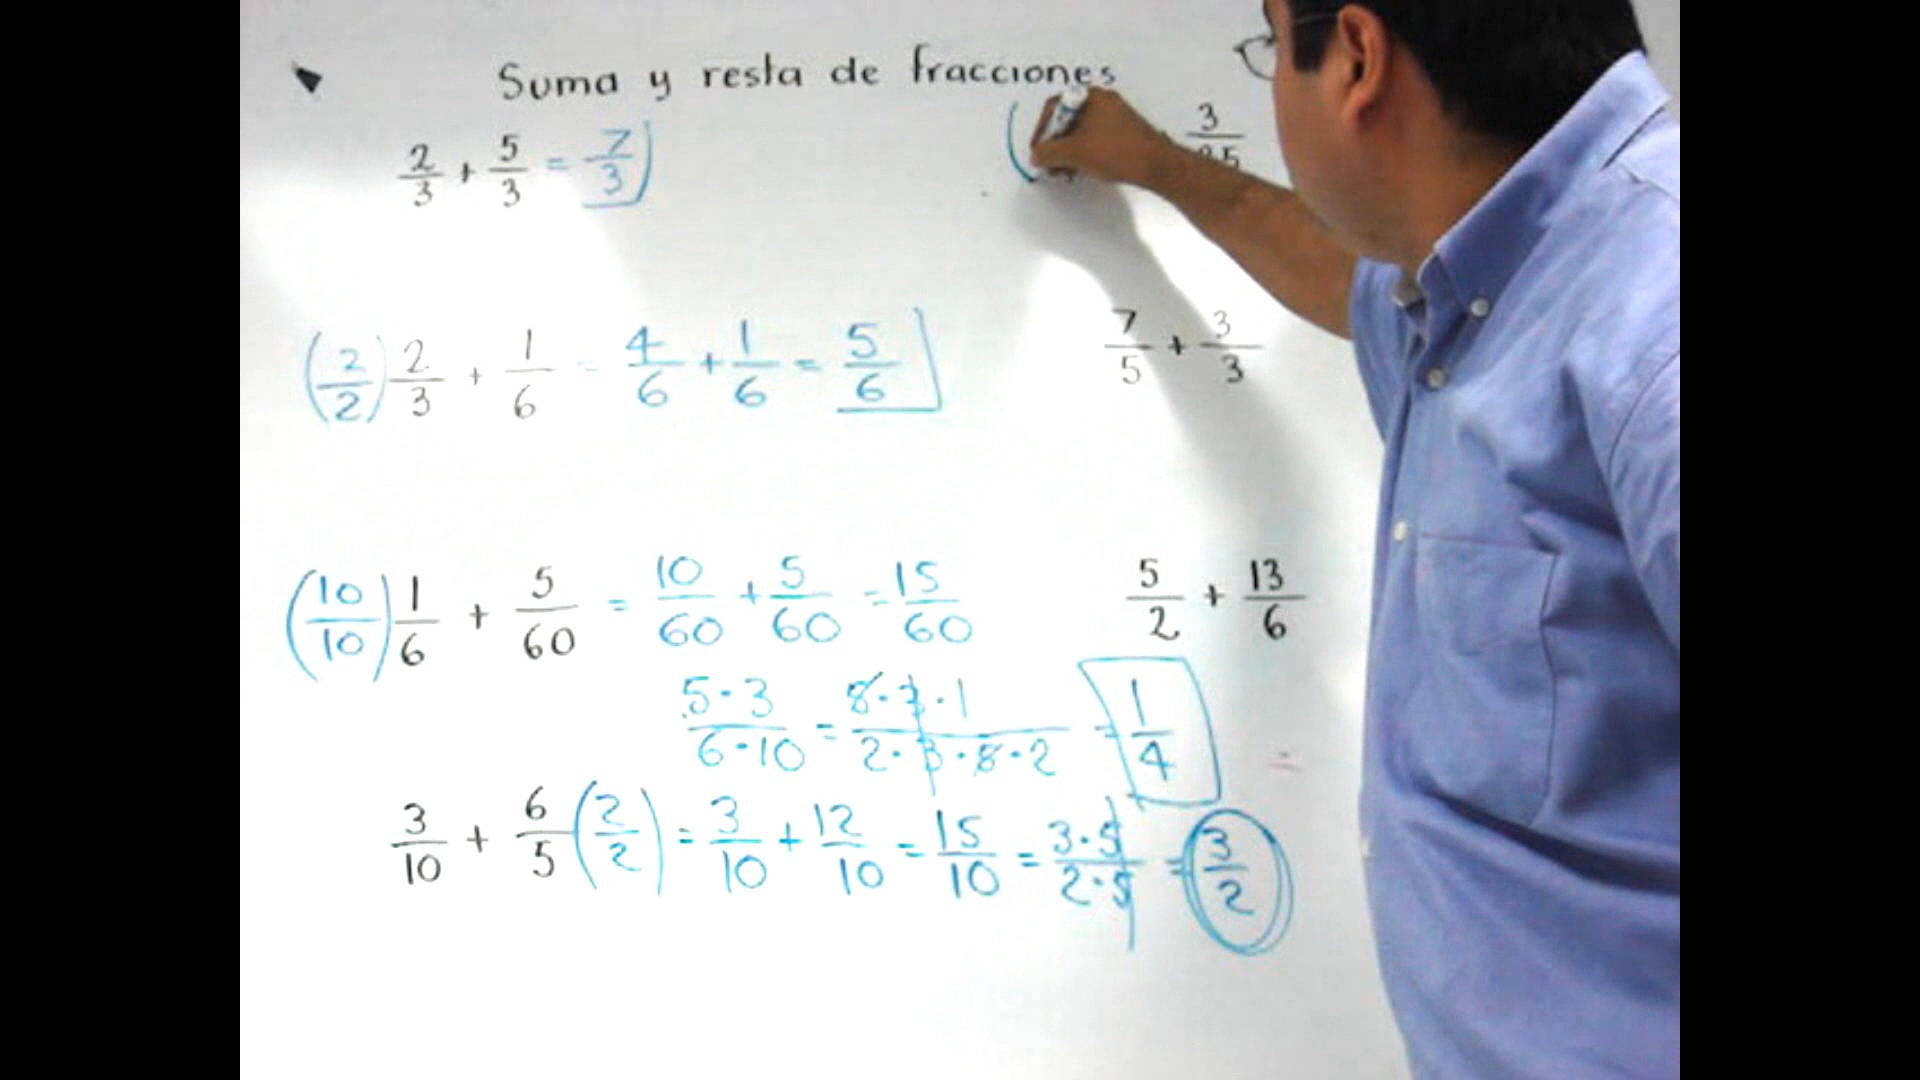 Suma y resta de fracciones
2/3 + 5/3 = 7/3
(2/2) 2/3 + 1/6 = 4/6 + 1/6 = 5/6
(10/10) 1/6 + 5/60 = 10/60 + 5/60 = 15/60
5·3/6·10 = 5·3·1/2·3·5·2 = 1/4
3/10 + 6/5 (2/2) = 3/10 + 12/10 = 15/10 = 3·5/2·5 = 3/2
3/25
7/5 + 3/3
5/2 + 13/6